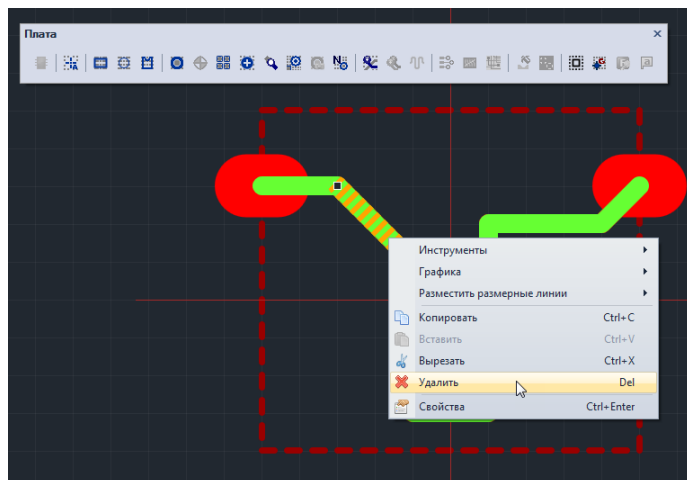 Плата
Инструменты
Графика
Разместить размерные линии
Копировать Ctrl+C
Вставить Ctrl+V
Вырезать Ctrl+X
Удалить Del
Свойства Ctrl+Enter